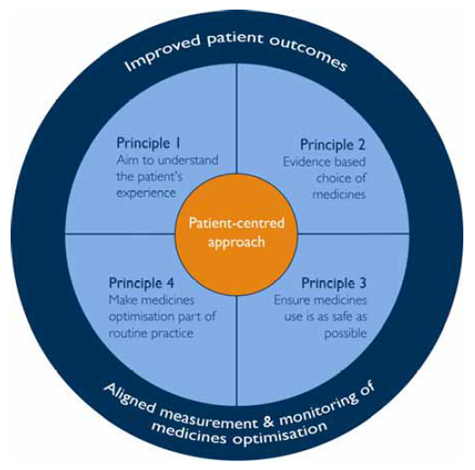 Improved patient outcomes
Principle 1
Aim to understand
the patient's
experience
Principle 2
Evidence based
choice of
medicines
Patient-centred
approach
Principle 4
Make medicines
optimisation part of
routine practice
Principle 3
Ensure medicines
use is as safe as
possible
Aligned measurement & monitoring of
medicines optimisation